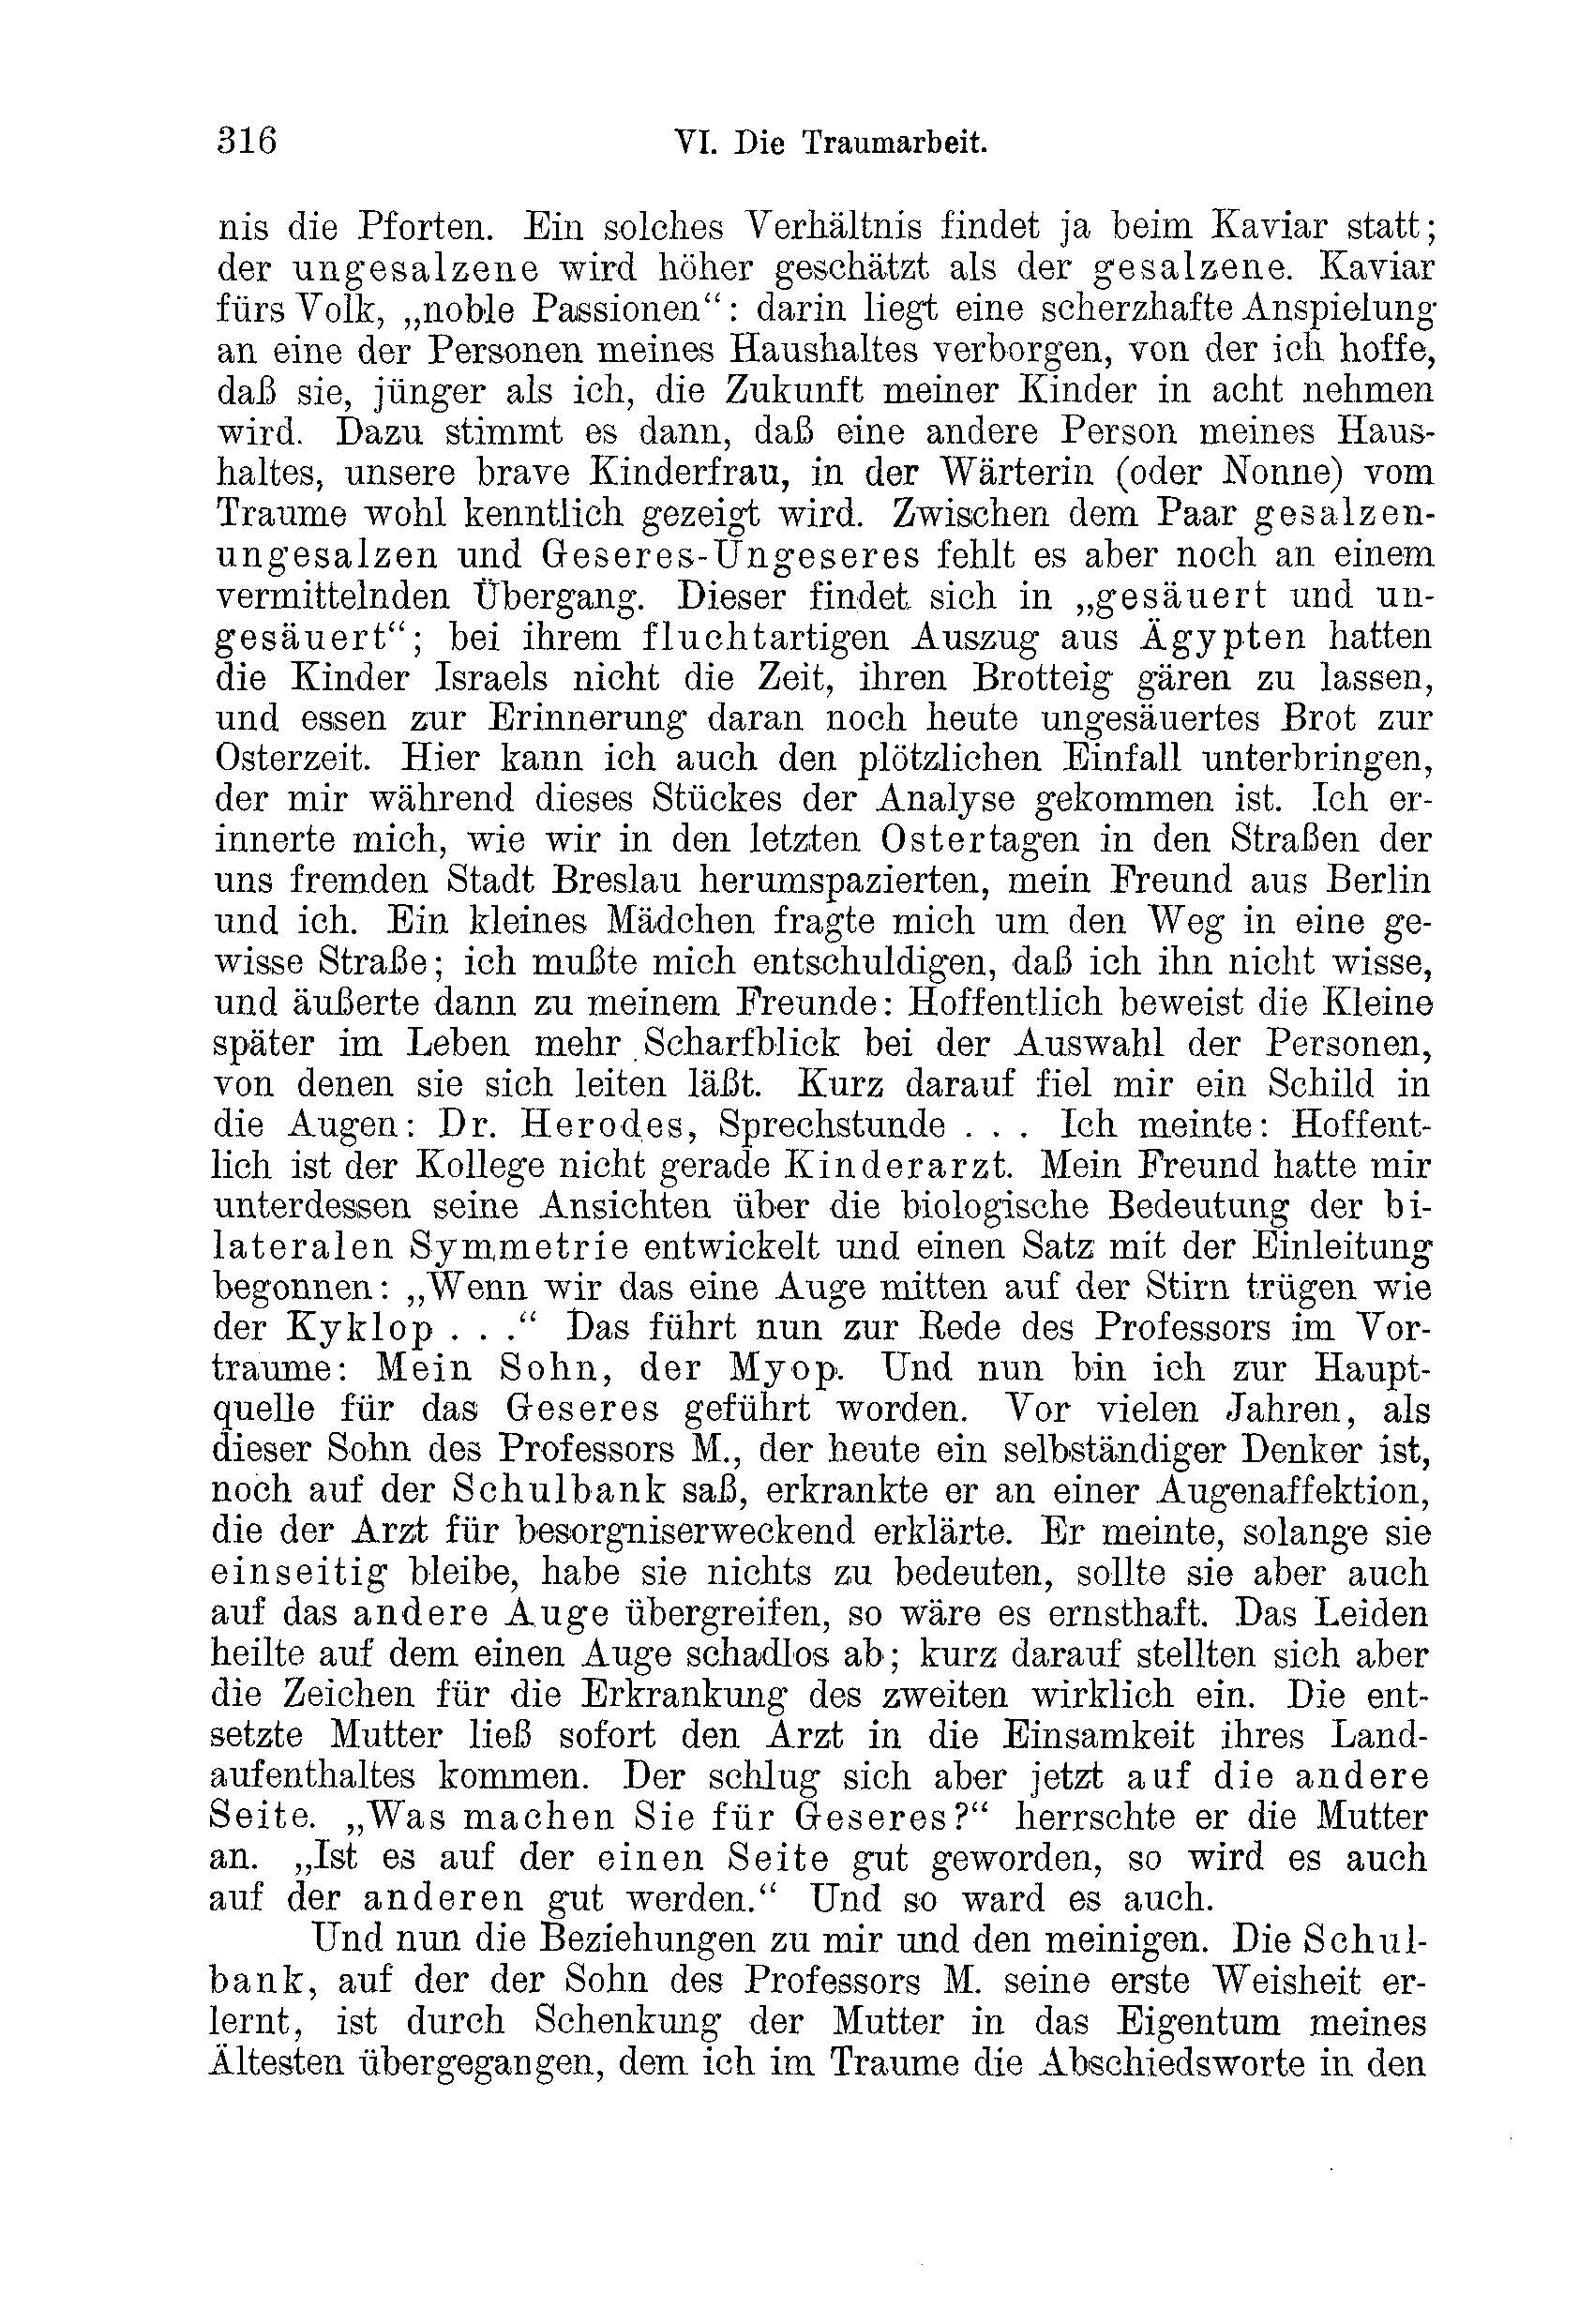 316 VI. Die Traumarbeit.
nis die Pforten. Ein solches Verhältnis findet ja beim Kaviar statt;
der ungesalzene wird höher geschätzt als der gesalzene. Kaviar
fürs Volk, „noble Passionen“: darin liegt eine scherzhafte Anspielung
an eine der Personen meines Haushaltes verborgen, von der ich hoffe,
daß sie, jünger als ich, die Zukunft meiner Kinder in acht nehmen
wird. Dazu stimmt es dann, daß eine andere Person meines Haus-
haltes, unsere brave Kinderfrau, in der Wärterin (oder Nonne) vom
Traume wohl kenntlich gezeigt wird. Zwischen dem Paar gesalzen-
ungesalzen und Geseres-Ungeseres fehlt es aber noch an einem
vermittelnden Übergang. Dieser findet sich in „gesäuert und un-
gesäuert“; bei ihrem fluchtartigen Auszug aus Ägypten hatten
die Kinder Israels nicht die Zeit, ihren Brotteig gären zu lassen,
und essen zur Erinnerung daran noch heute ungesäuertes Brot zur
Osterzeit. Hier kann ich auch den plötzlichen Einfall unterbringen,
der mir während dieses Stückes der Analyse gekommen ist. Ich er-
innerte mich, wie wir in den letzten Ostertagen in den Straßen der
uns fremden Stadt Breslau herumspazierten, mein Freund aus Berlin
und ich. Ein kleines Mädchen fragte mich um den Weg in eine ge-
wisse Straße; ich mußte mich entschuldigen, daß ich ihn nicht wisse,
und äußerte dann zu meinem Freunde: Hoffentlich beweist die Kleine
später im Leben mehr Scharfblick bei der Auswahl der Personen,
von denen sie sich leiten läßt. Kurz darauf fiel mir ein Schild in
die Augen: Dr. Herodes, Sprechstunde . . . Ich meinte: Hoffent-
lich ist der Kollege nicht gerade Kinderarzt. Mein Freund hatte mir
unterdessen seine Ansichten über die biologische Bedeutung der bi-
lateralen Symmetrie entwickelt und einen Satz mit der Einleitung
begonnen: „Wenn wir das eine Auge mitten auf der Stirn trügen wie
der Kyklop . . .“ Das führt nun zur Rede des Professors im Vor-
traume: Mein Sohn, der Myop. Und nun bin ich zur Haupt-
quelle für das Geseres geführt worden. Vor vielen Jahren, als
dieser Sohn des Professors M., der heute ein selbständiger Denker ist,
noch auf der Schulbank saß, erkrankte er an einer Augenaffektion,
die der Arzt für besorgniserweckend erklärte. Er meinte, solange sie
einseitig bleibe, habe sie nichts zu bedeuten, sollte sie aber auch
auf das andere Auge übergreifen, so wäre es ernsthaft. Das Leiden
heilte auf dem einen Auge schadlos ab; kurz darauf stellten sich aber
die Zeichen für die Erkrankung des zweiten wirklich ein. Die ent-
setzte Mutter ließ sofort den Arzt in die Einsamkeit ihres Land-
aufenthaltes kommen. Der schlug sich aber jetzt auf die andere
Seite. „Was machen Sie für Geseres?“ herrschte er die Mutter
an. „Ist es auf der einen Seite gut geworden, so wird es auch
auf der anderen gut werden.“ Und so ward es auch.
Und nun die Beziehungen zu mir und den meinigen. Die Schul-
bank, auf der der Sohn des Professors M. seine erste Weisheit er-
lernt, ist durch Schenkung der Mutter in das Eigentum meines
Ältesten übergegangen, dem ich im Traume die Abschiedsworte in den